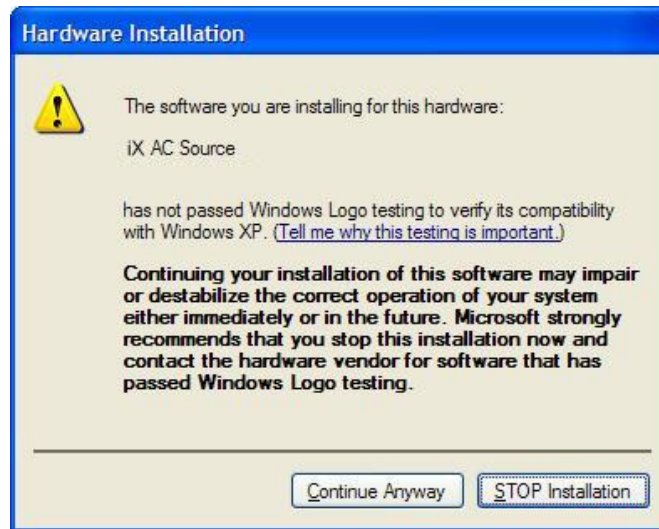 Hardware Installation
The software you are installing for this hardware:
iX AC Source
has not passed Windows Logo testing to verify its compatibility
with Windows XP. (Tell me why this testing is important.)
Continuing your installation of this software may impair
or destabilize the correct operation of your system
either immediately or in the future. Microsoft strongly
recommends that you stop this installation now and
contact the hardware vendor for software that has
passed Windows Logo testing.
Continue Anyway
STOP Installation